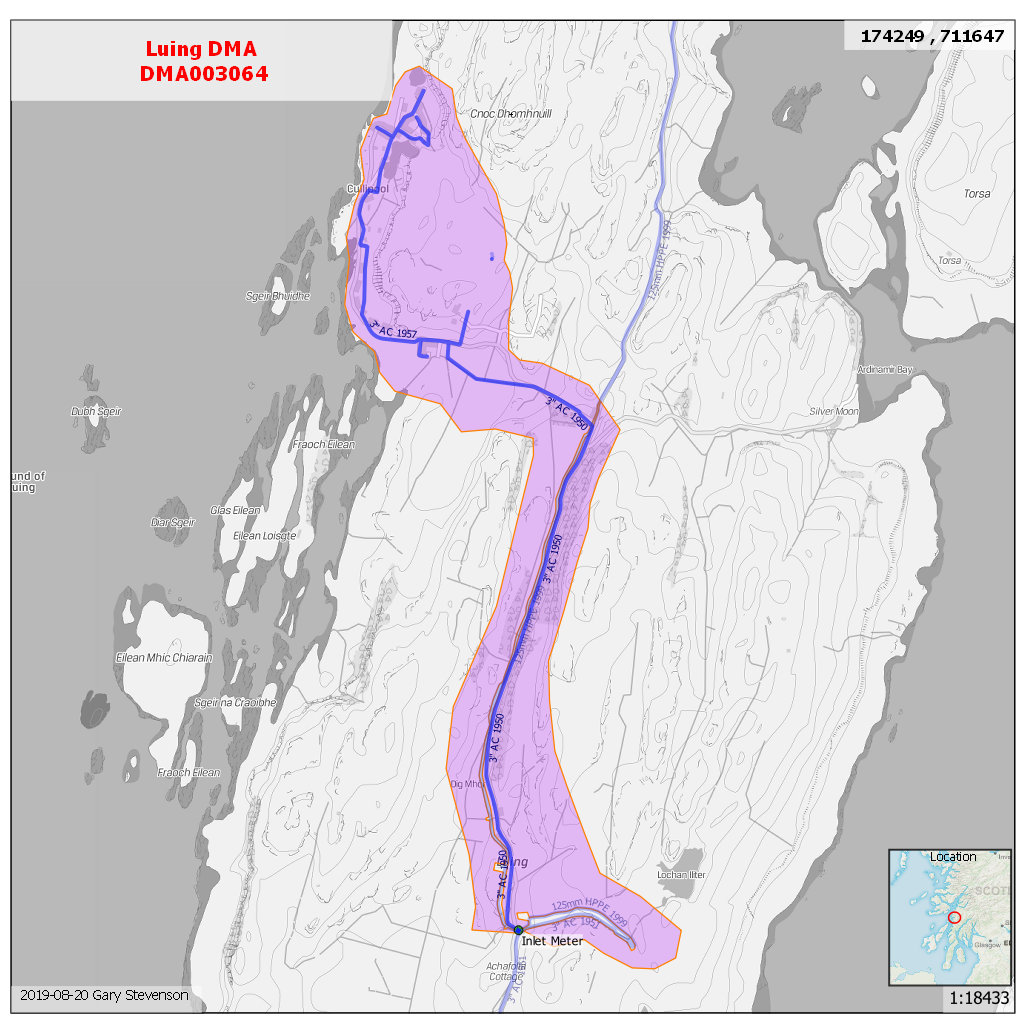 Luing DMA
DMA003064
174249 , 711647
Cnoc Dhomhnuill
Torsa
Cullipool
125mm HPPE 1999
Torsa
Sgeir Bhuidhe
3" AC 1957
Ardinamir Bay
3" AC 1950
Silver Moon
Dubh Sgeir
Fraoch Eilean
und of
uing
Glas Eilean
Diar Sgeir
Eilean Loisgte
3" AC 1950
125mm HPPE 1999
Eilean Mhic Chiarain
Sgeir na Craoibhe
3" AC 1950
Fraoch Eilean
Dig Mhor
ing
3" AC 1950
Lochan Iliter
125mm HPPE 1999
3" AC 1951
Inlet Meter
Achafolla
Cottage
3" AC 1951
Location
Inve
SCOT
Glasgow
2019-08-20 Gary Stevenson
1:18433